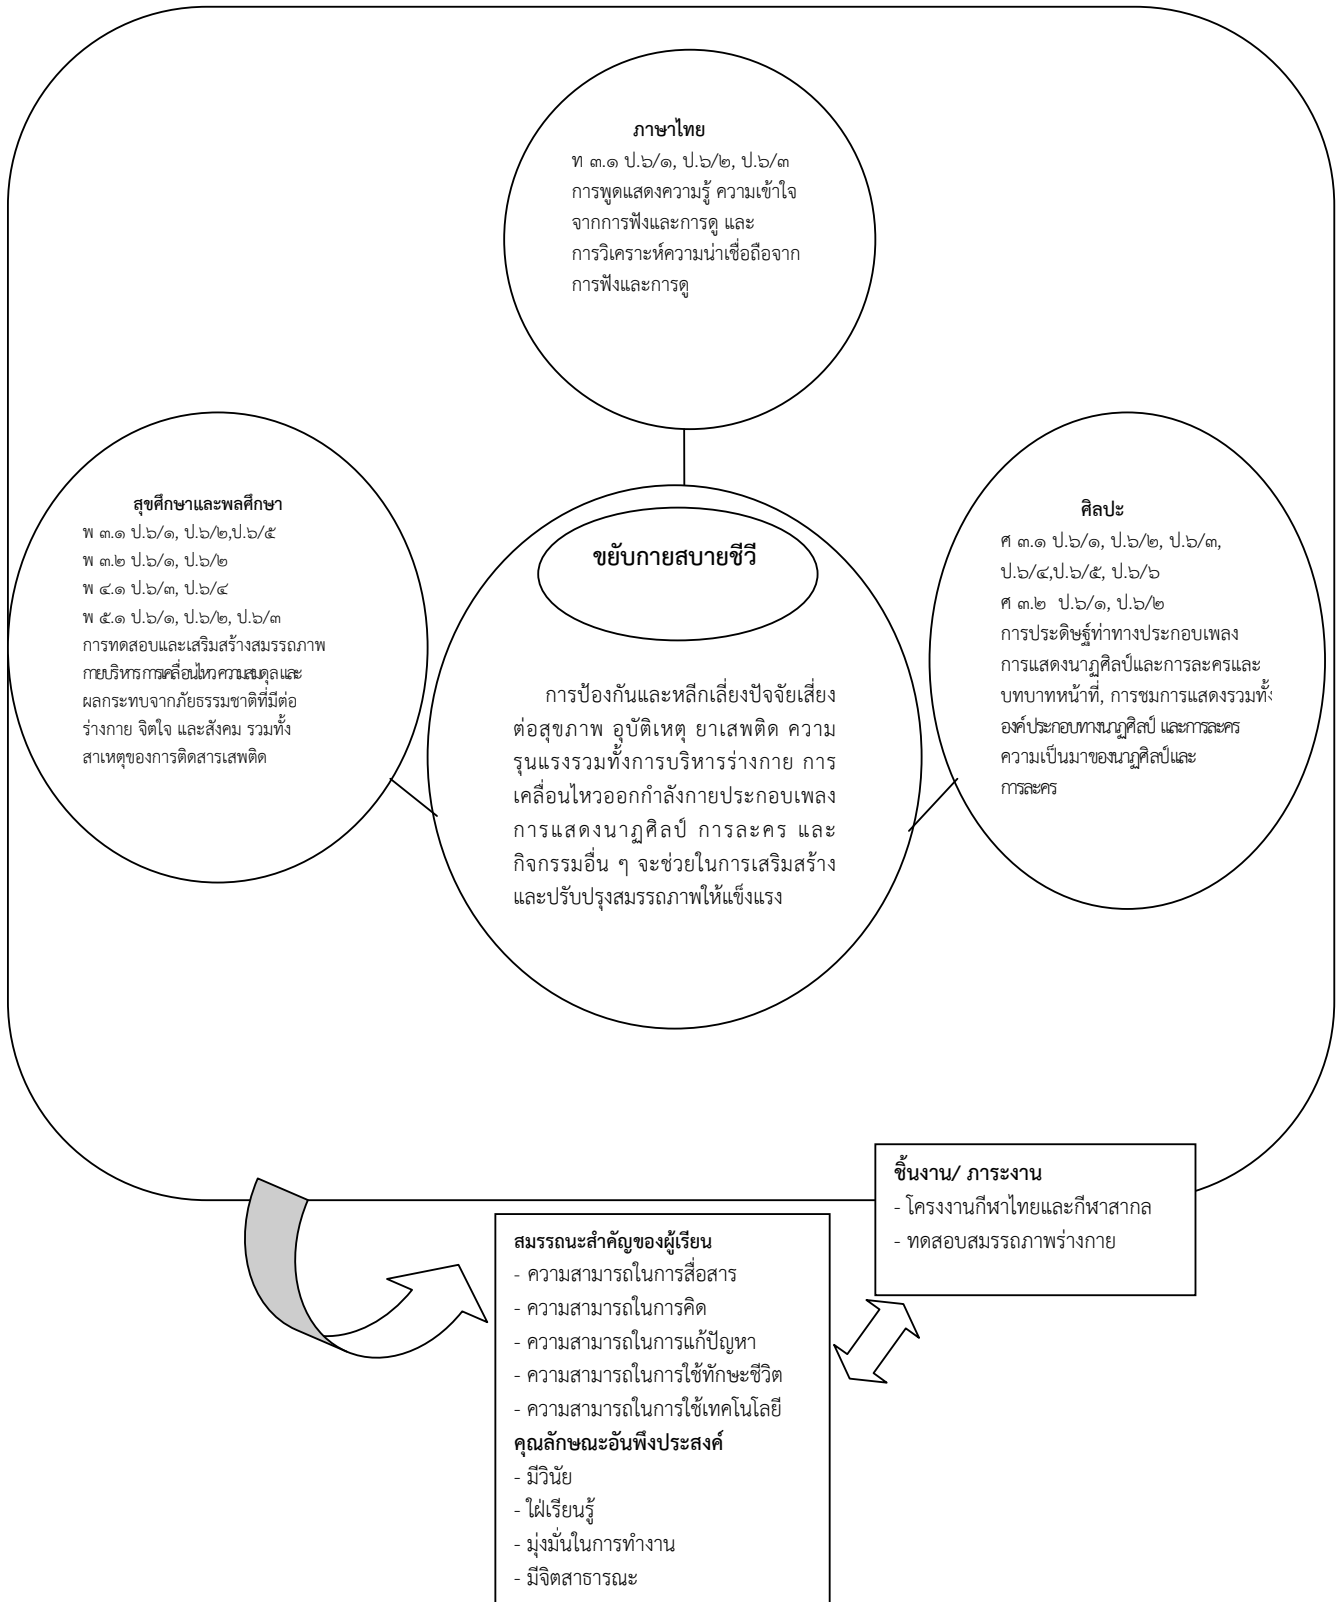 ภาษาไทย
ท ๓.๑ ป.๖/๑, ป.๖/๒, ป.๖/๓
การพูดแสดงความรู้ ความเข้าใจ
จากการฟังและการดู และ
การวิเคราะห์ความน่าเชื่อถือจาก
การฟังและการดู
สุขศึกษาและพลศึกษา
พ ๓.๑ ป.๖/๑, ป.๖/๒,ป.๖/๕
พ ๓.๒ ป.๖/๑, ป.๖/๒
พ ๔.๑ ป.๖/๓, ป.๖/๔
พ ๕.๑ ป.๖/๑, ป.๖/๒, ป.๖/๓
การทดสอบและเสริมสร้างสมรรถภาพ
กายบริหาร การเคลื่อนไหว ความสมดุล และ
ผลกระทบจากภัยธรรมชาติที่มีต่อ
ร่างกาย จิตใจ และสังคม รวมทั้ง
สาเหตุของการติดสารเสพติด
ขยับกายสบายชีวี
การป้องกันและหลีกเลี่ยงปัจจัยเสี่ยง
ต่อสุขภาพ อุบัติเหตุ ยาเสพติด ความ
รุนแรงรวมทั้งการบริหารร่างกาย การ
เคลื่อนไหวออกกำลังกายประกอบเพลง
การแสดงนาฏศิลป์ การละคร และ
กิจกรรมอื่น ๆ จะช่วยในการเสริมสร้าง
และปรับปรุงสมรรถภาพให้แข็งแรง
ศิลปะ
ศ ๓.๑ ป.๖/๑, ป.๖/๒, ป.๖/๓,
ป.๖/๔,ป.๖/๕, ป.๖/๖
ศ ๓.๒ ป.๖/๑, ป.๖/๒
การประดิษฐ์ท่าทางประกอบเพลง
การแสดงนาฏศิลป์และการละครและ
บทบาทหน้าที่, การชมการแสดงรวมทั้ง
องค์ประกอบทางนาฏศิลป์ และการละคร
ความเป็นมาของนาฏศิลป์และ
การละคร
ชิ้นงาน/ ภาระงาน
- โครงงานกีฬาไทยและกีฬาสากล
- ทดสอบสมรรถภาพร่างกาย
สมรรถนะสำคัญของผู้เรียน
- ความสามารถในการสื่อสาร
- ความสามารถในการคิด
- ความสามารถในการแก้ปัญหา
- ความสามารถในการใช้ทักษะชีวิต
- ความสามารถในการใช้เทคโนโลยี
คุณลักษณะอันพึงประสงค์
- มีวินัย
- ใฝ่เรียนรู้
- มุ่งมั่นในการทำงาน
- มีจิตสาธารณะ